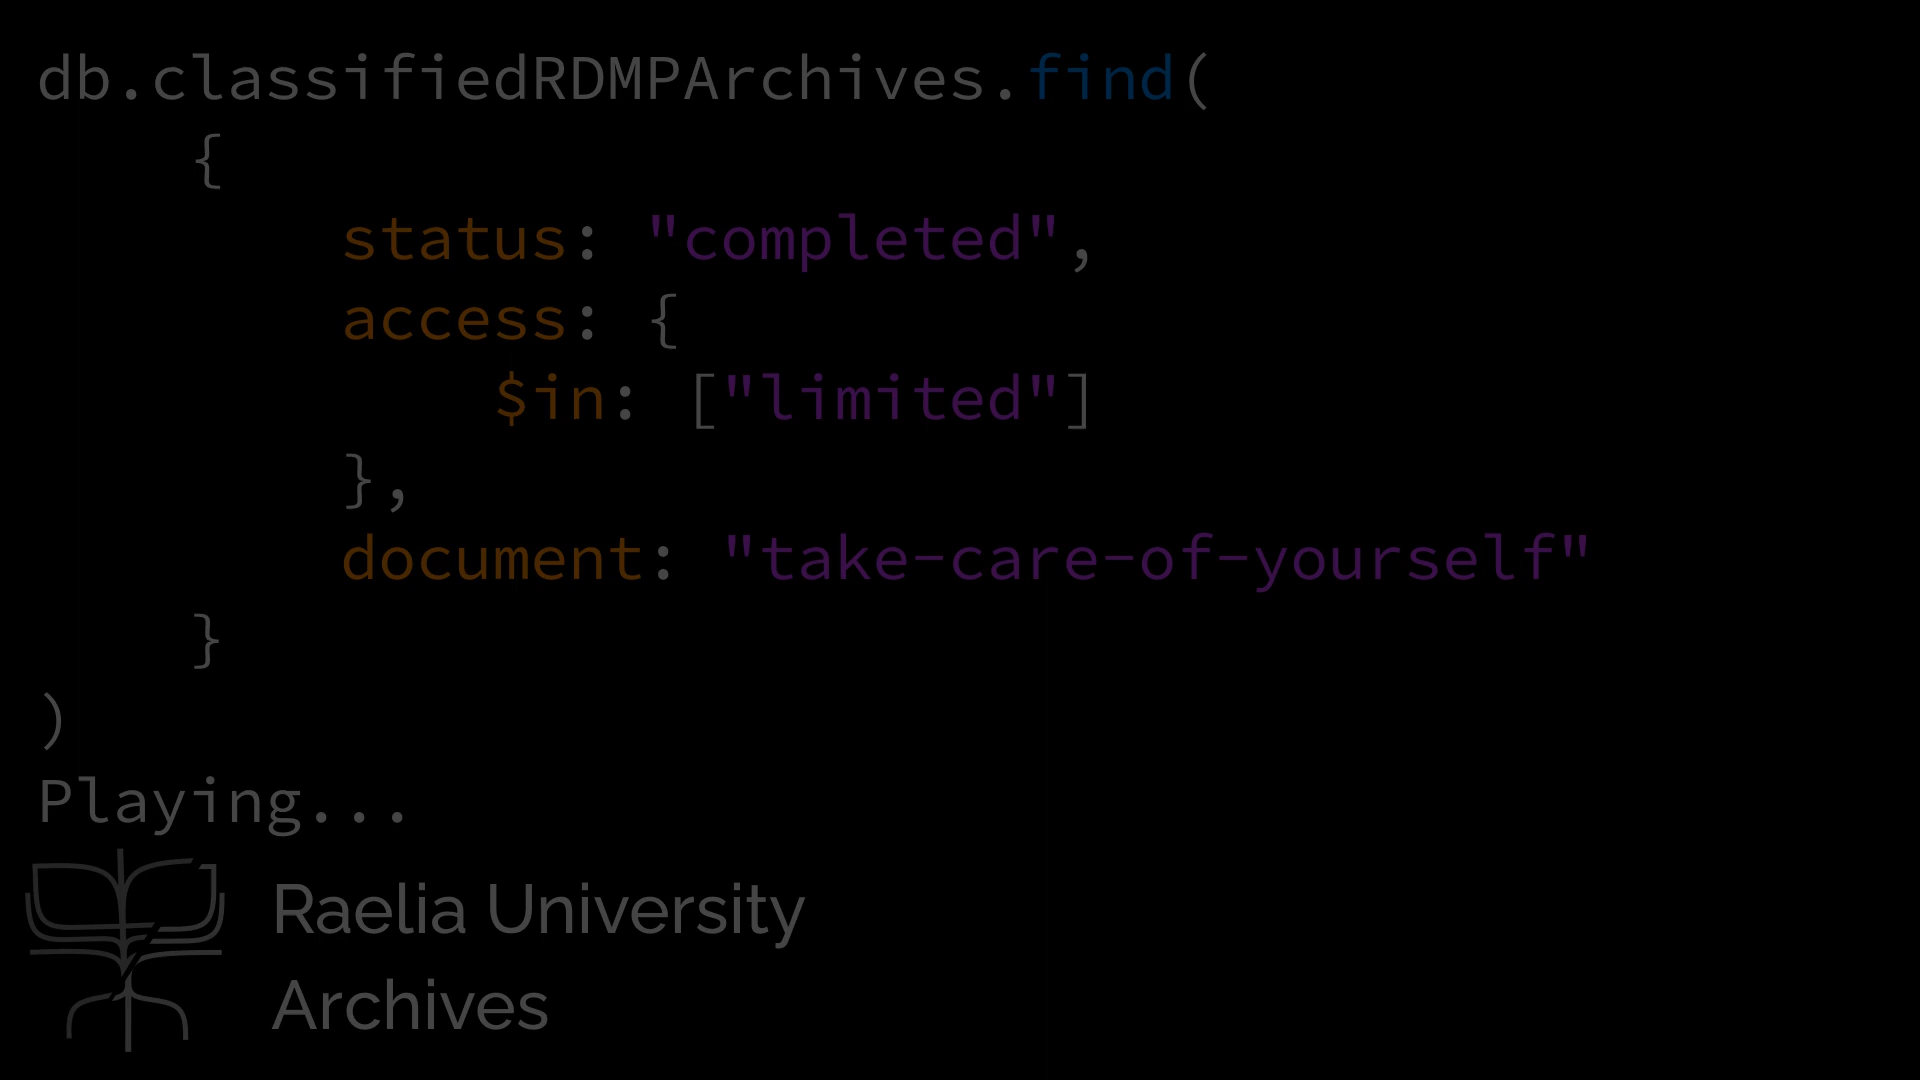 db.classifiedRDMPArchives.find(
{
status: "completed",
access: {
$in: ["limited"]
},
document: "take-care-of-yourself"
}
)
Playing...
Raelia University
Archives